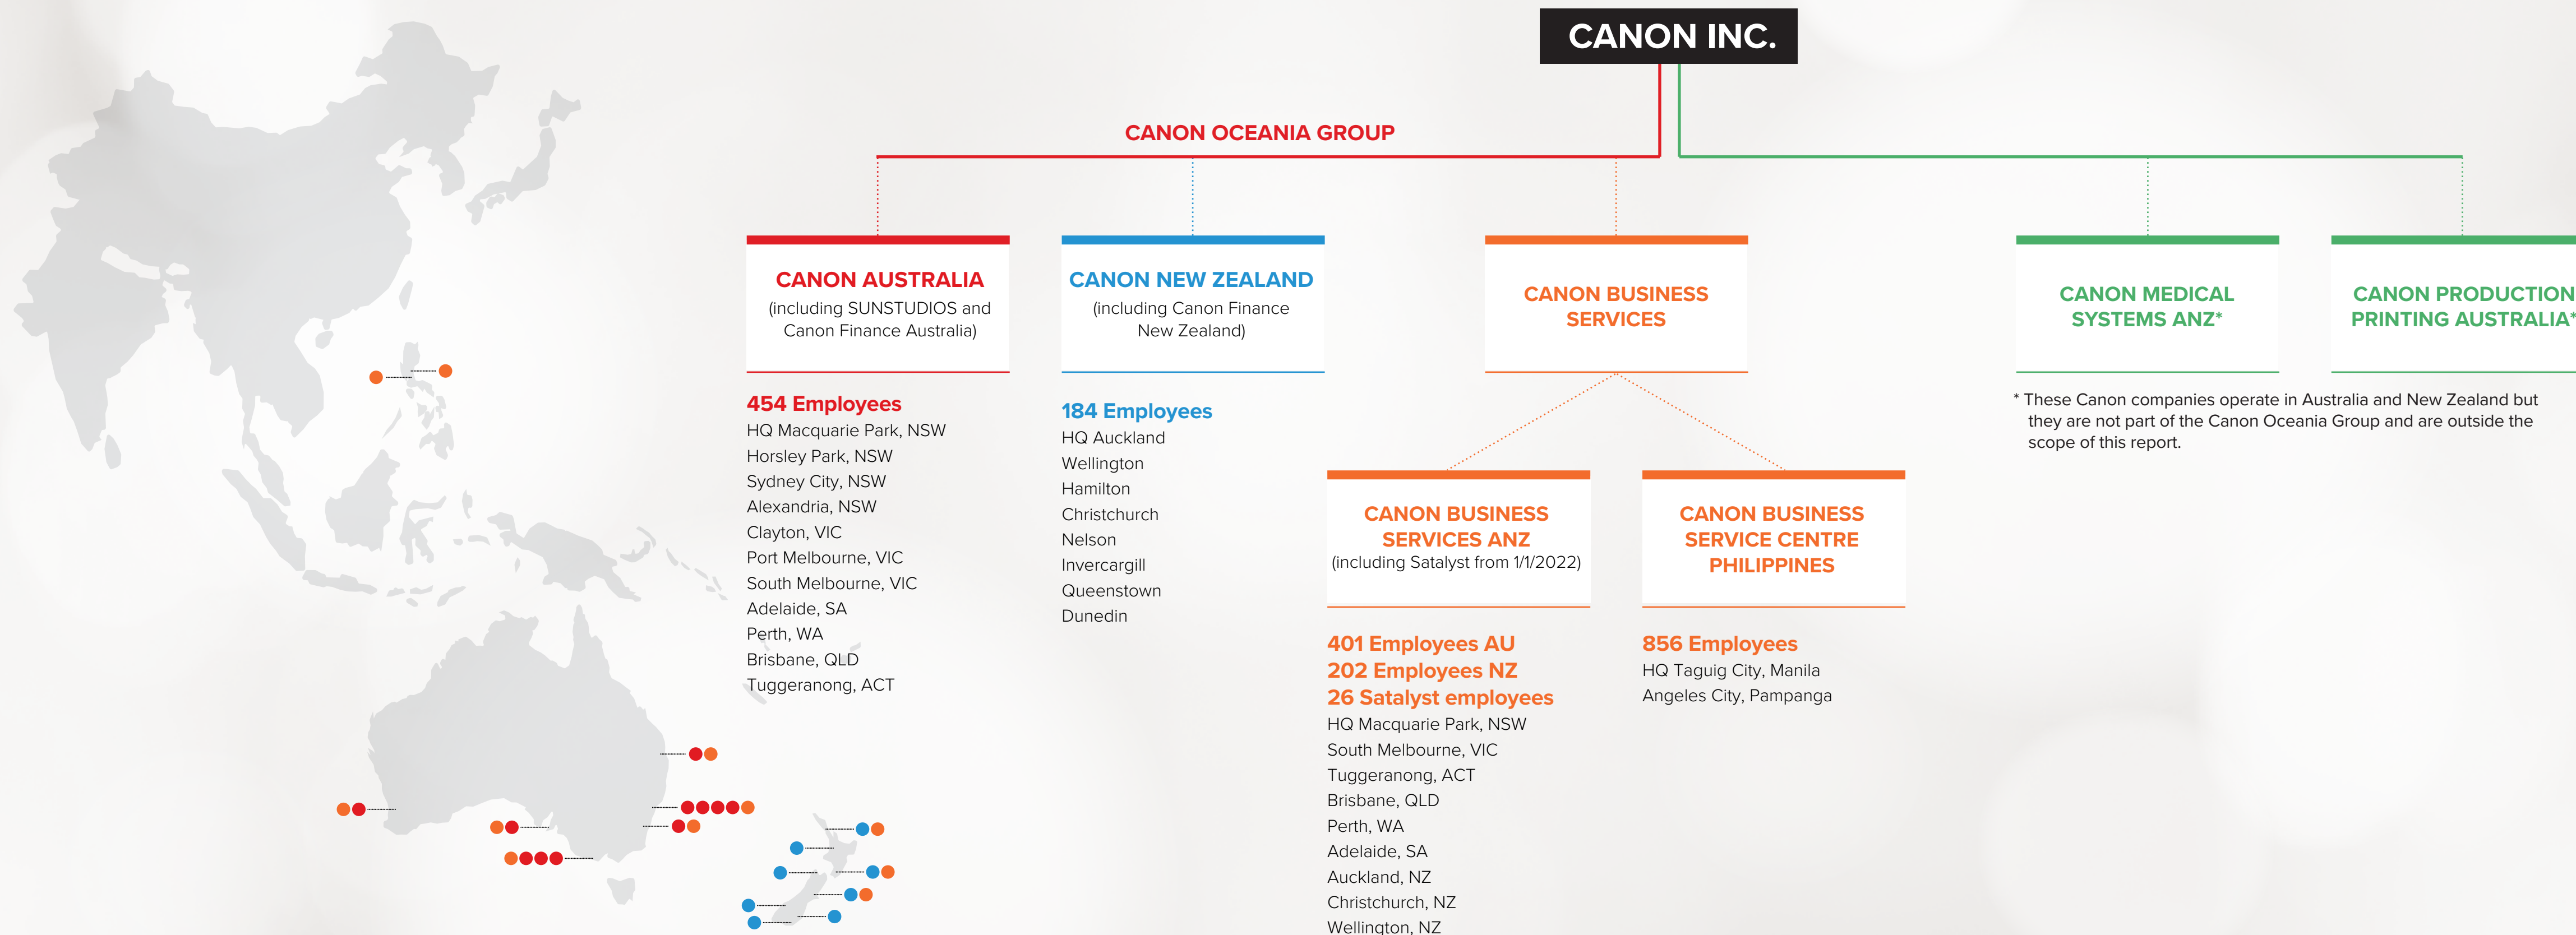 CANON INC.
CANON OCEANIA GROUP
CANON AUSTRALIA
(including SUNSTUDIOS and
Canon Finance Australia)
454 Employees
HQ Macquarie Park, NSW
Horsley Park, NSW
Sydney City, NSW
Alexandria, NSW
Clayton, VIC
Port Melbourne, VIC
South Melbourne, VIC
Adelaide, SA
Perth, WA
Brisbane, QLD
Tuggeranong, ACT
CANON NEW ZEALAND
(including Canon Finance
New Zealand)
184 Employees
HQ Auckland
Wellington
Hamilton
Christchurch
Nelson
Invercargill
Queenstown
Dunedin
CANON BUSINESS
SERVICES
CANON BUSINESS
SERVICES ANZ
(including Satalyst from 1/1/2022)
401 Employees AU
202 Employees NZ
26 Satalyst employees
HQ Macquarie Park, NSW
South Melbourne, VIC
Tuggeranong, ACT
Brisbane, QLD
Perth, WA
Adelaide, SA
Auckland, NZ
Christchurch, NZ
Wellington, NZ
CANON BUSINESS
SERVICE CENTRE
PHILIPPINES
856 Employees
HQ Taguig City, Manila
Angeles City, Pampanga
CANON MEDICAL
SYSTEMS ANZ*
CANON PRODUCTION
PRINTING AUSTRALIA*
* These Canon companies operate in Australia and New Zealand but
they are not part of the Canon Oceania Group and are outside the
scope of this report.